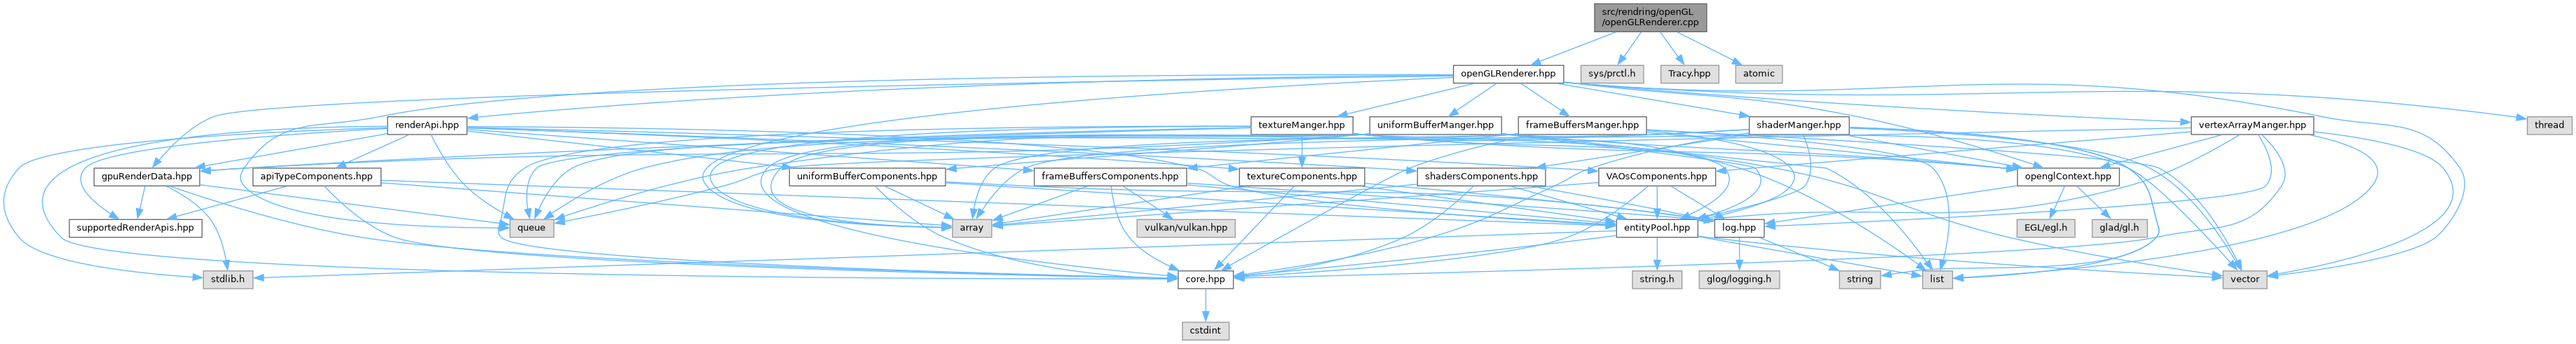 src/rendring/openGL
/openGLRenderer.cpp
openGLRenderer.hpp
sys/prctl.h
Tracy.hpp
atomic
renderApi.hpp
textureManger.hpp
uniformBufferManger.hpp
frameBuffersManger.hpp
shaderManger.hpp
vertexArrayManger.hpp
thread
gpuRenderData.hpp
apiTypeComponents.hpp
uniformBufferComponents.hpp
frameBuffersComponents.hpp
textureComponents.hpp
shadersComponents.hpp
VAOsComponents.hpp
openglContext.hpp
supportedRenderApis.hpp
queue
array
vulkan/vulkan.hpp
entityPool.hpp
log.hpp
EGL/egl.h
glad/gl.h
stdlib.h
core.hpp
string.h
glog/logging.h
string
list
vector
cstdint